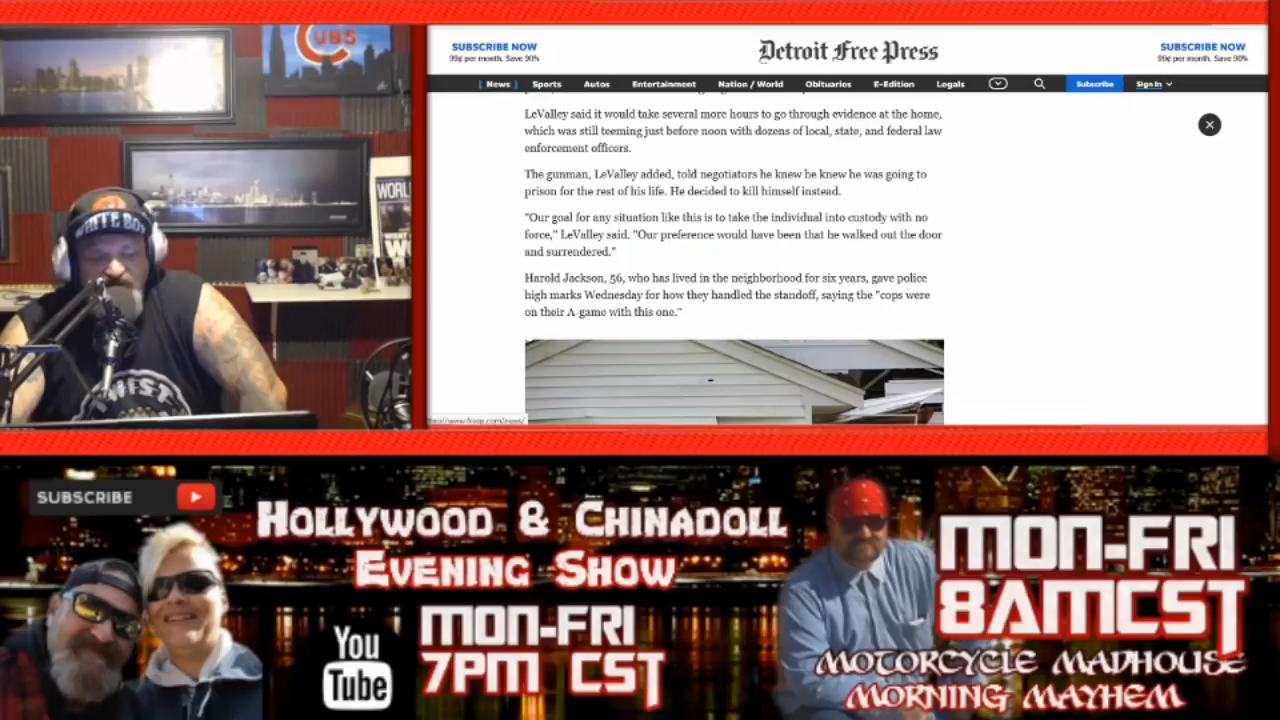 CUBS
WORL
WHITE BOY
WEST
SUBSCRIBE NOW
99¢ per month. Save 90%
Detroit Free Press
SUBSCRIBE NOW
99¢ per month. Save 90%
News
Sports
Autos
Entertainment
Nation / World
Obituaries
E-Edition
Legals
Subscribe
Sign In
LeValley said it would take several more hours to go through evidence at the home,
which was still teeming just before noon with dozens of local, state, and federal law
enforcement officers.
The gunman, LeValley added, told negotiators he knew he knew he was going to
prison for the rest of his life. He decided to kill himself instead.
"Our goal for any situation like this is to take the individual into custody with no
force," LeValley said. "Our preference would have been that he walked out the door
and surrendered."
Harold Jackson, 56, who has lived in the neighborhood for six years, gave police
high marks Wednesday for how they handled the standoff, saying the "cops were
on their A-game with this one."
SUBSCRIBE
Hollywood & Chinadoll
Evening Show
You
Tube
MON-FRI
7PM CST
MON-FRI
8AMCST
MOTORCYCLE MADHOUSE
MORNING MAYHEM